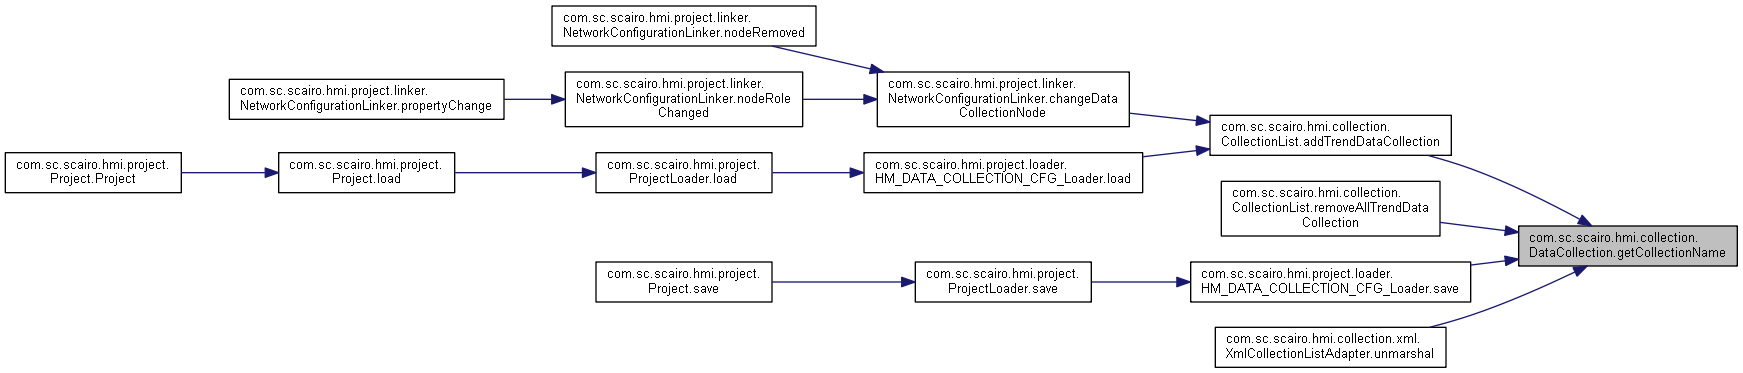 com.sc.scairo.hmi.project.linker.
NetworkConfigurationLinker.nodeRemoved
com.sc.scairo.hmi.project.linker.
NetworkConfigurationLinker.propertyChange
com.sc.scairo.hmi.project.linker.
NetworkConfigurationLinker.nodeRole
Changed
com.sc.scairo.hmi.project.linker.
NetworkConfigurationLinker.changeData
CollectionNode
com.sc.scairo.hmi.collection.
CollectionList.addTrendDataCollection
com.sc.scairo.hmi.project.
Project.Project
com.sc.scairo.hmi.project.
Project.load
com.sc.scairo.hmi.project.
ProjectLoader.load
com.sc.scairo.hmi.project.loader.
HM_DATA_COLLECTION_CFG_Loader.load
com.sc.scairo.hmi.collection.
CollectionList.removeAllTrendData
Collection
com.sc.scairo.hmi.collection.
DataCollection.getCollectionName
com.sc.scairo.hmi.project.
Project.save
com.sc.scairo.hmi.project.
ProjectLoader.save
com.sc.scairo.hmi.project.loader.
HM_DATA_COLLECTION_CFG_Loader.save
com.sc.scairo.hmi.collection.xml.
XmlCollectionListAdapter.unmarshal